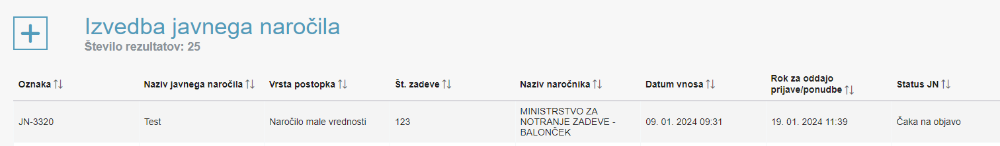 Izvedba javnega naročila
Število rezultatov: 25
Oznaka
Naziv javnega naročila
Vrsta postopka
Št. zadeve
Naziv naročnika
Datum vnosa
Rok za oddajo
prijave/ponudbe
Status JN
JN-3320
Test
Naročilo male vrednosti
123
MINISTRSTVO ZA
NOTRANJE ZADEVE -
BALONČEK
09. 01. 2024 09:31
19. 01. 2024 11:39
Čaka na objavo